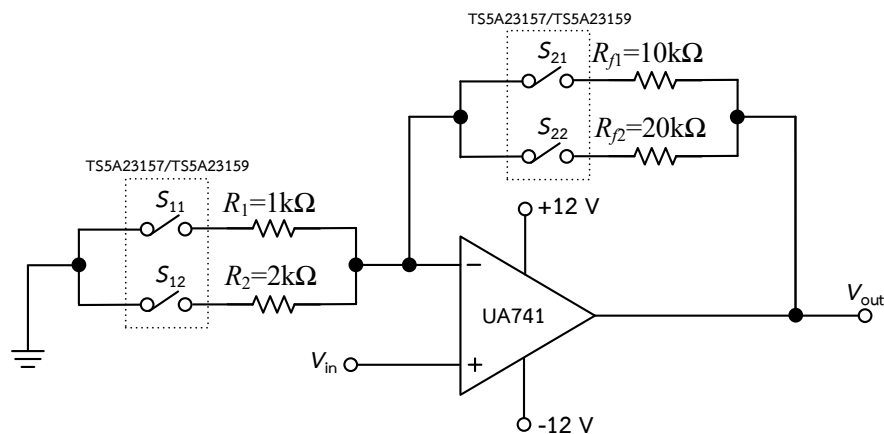 TS5A23157/TS5A23159
S21
Rf1=10kΩ
S22
Rf2=20kΩ
TS5A23157/TS5A23159
S11
R1=1kΩ
S12
R2=2kΩ
+12 V
−
UA741
+
Vout
Vin
-12 V